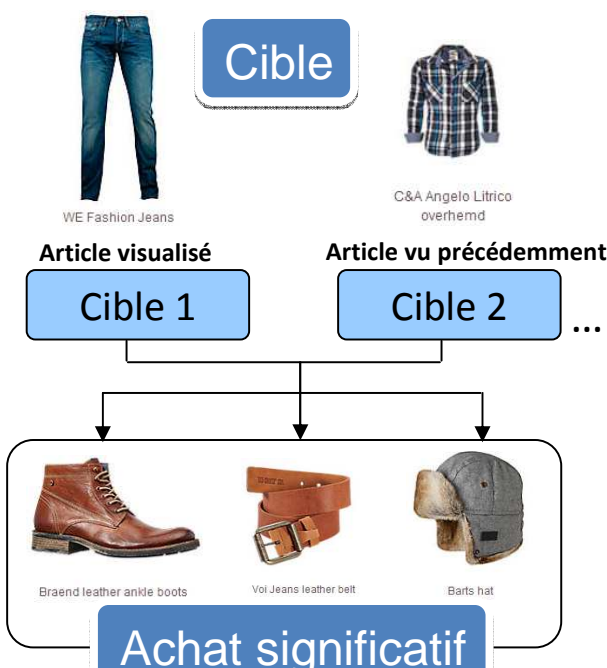 Cible
WE Fashion Jeans
C&A Angelo Litrico
overhemd
Article visualisé
Article vu précédemment
Cible 1
Cible 2
...
Braend leather ankle boots
Voi Jeans leather belt
Barts hat
Achat significatif